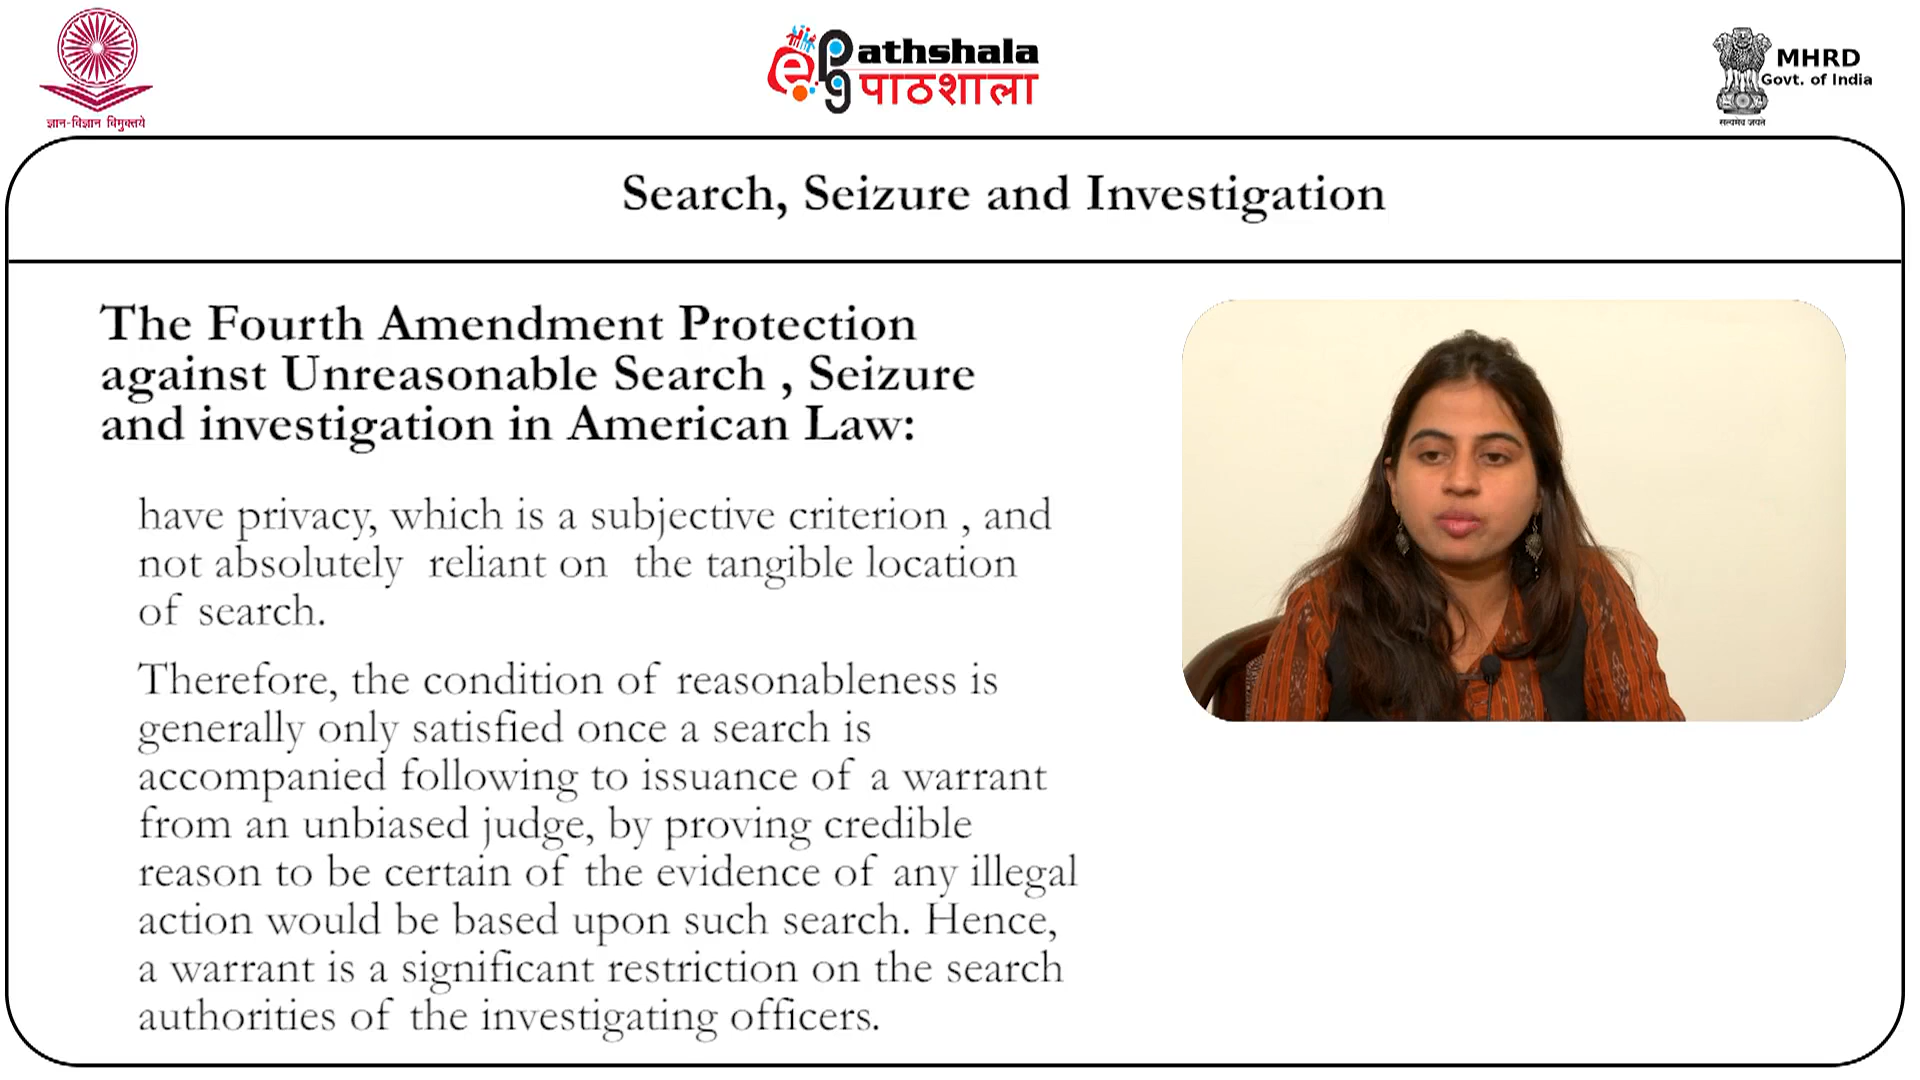 ज्ञान-विज्ञान विमुक्तये
ePG Pathshala
पाठशाला
MHRD
Govt. of India
सत्यमेव जयते
Search, Seizure and Investigation
The Fourth Amendment Protection
against Unreasonable Search , Seizure
and investigation in American Law:
have privacy, which is a subjective criterion , and
not absolutely reliant on the tangible location
of search.
Therefore, the condition of reasonableness is
generally only satisfied once a search is
accompanied following to issuance of a warrant
from an unbiased judge, by proving credible
reason to be certain of the evidence of any illegal
action would be based upon such search. Hence,
a warrant is a significant restriction on the search
authorities of the investigating officers.